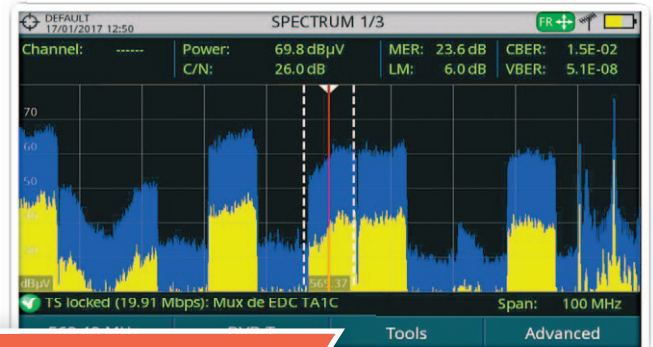 DEFAULT
17/01/2017 12:50
SPECTRUM 1/3
FR
Channel: ------
Power: 69.8 dBµV
MER: 23.6 dB
CBER: 1.5E-02
C/N: 26.0 dB
LM: 6.0 dB
VBER: 5.1E-08
70
60
50
dBµV
569.37
TS locked (19.91 Mbps): Mux de EDC TA1C
Span: 100 MHz
Tools
Advanced